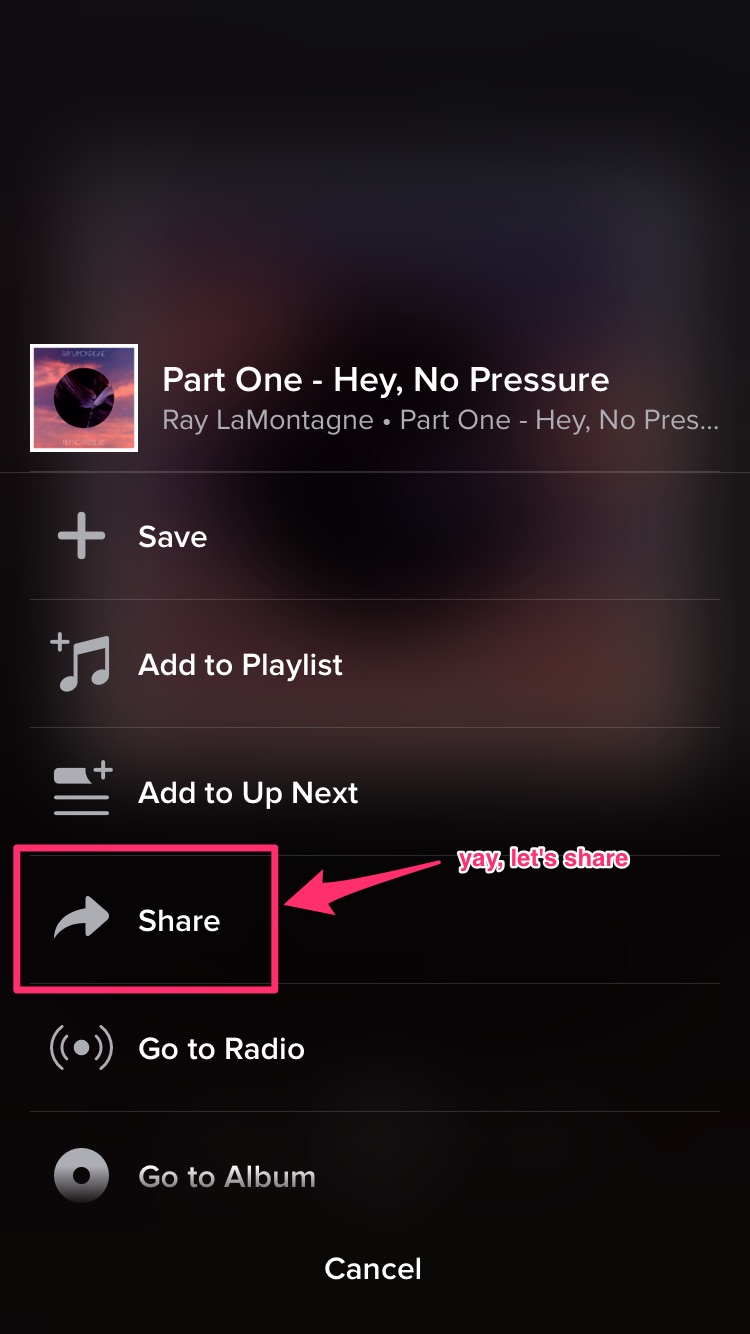 RAY LAMONTAGNE
HEY NO PRESSURE
Part One - Hey, No Pressure
Ray LaMontagne • Part One - Hey, No Pres...
Save
Add to Playlist
Add to Up Next
yay, let's share
Share
Go to Radio
Go to Album
Cancel